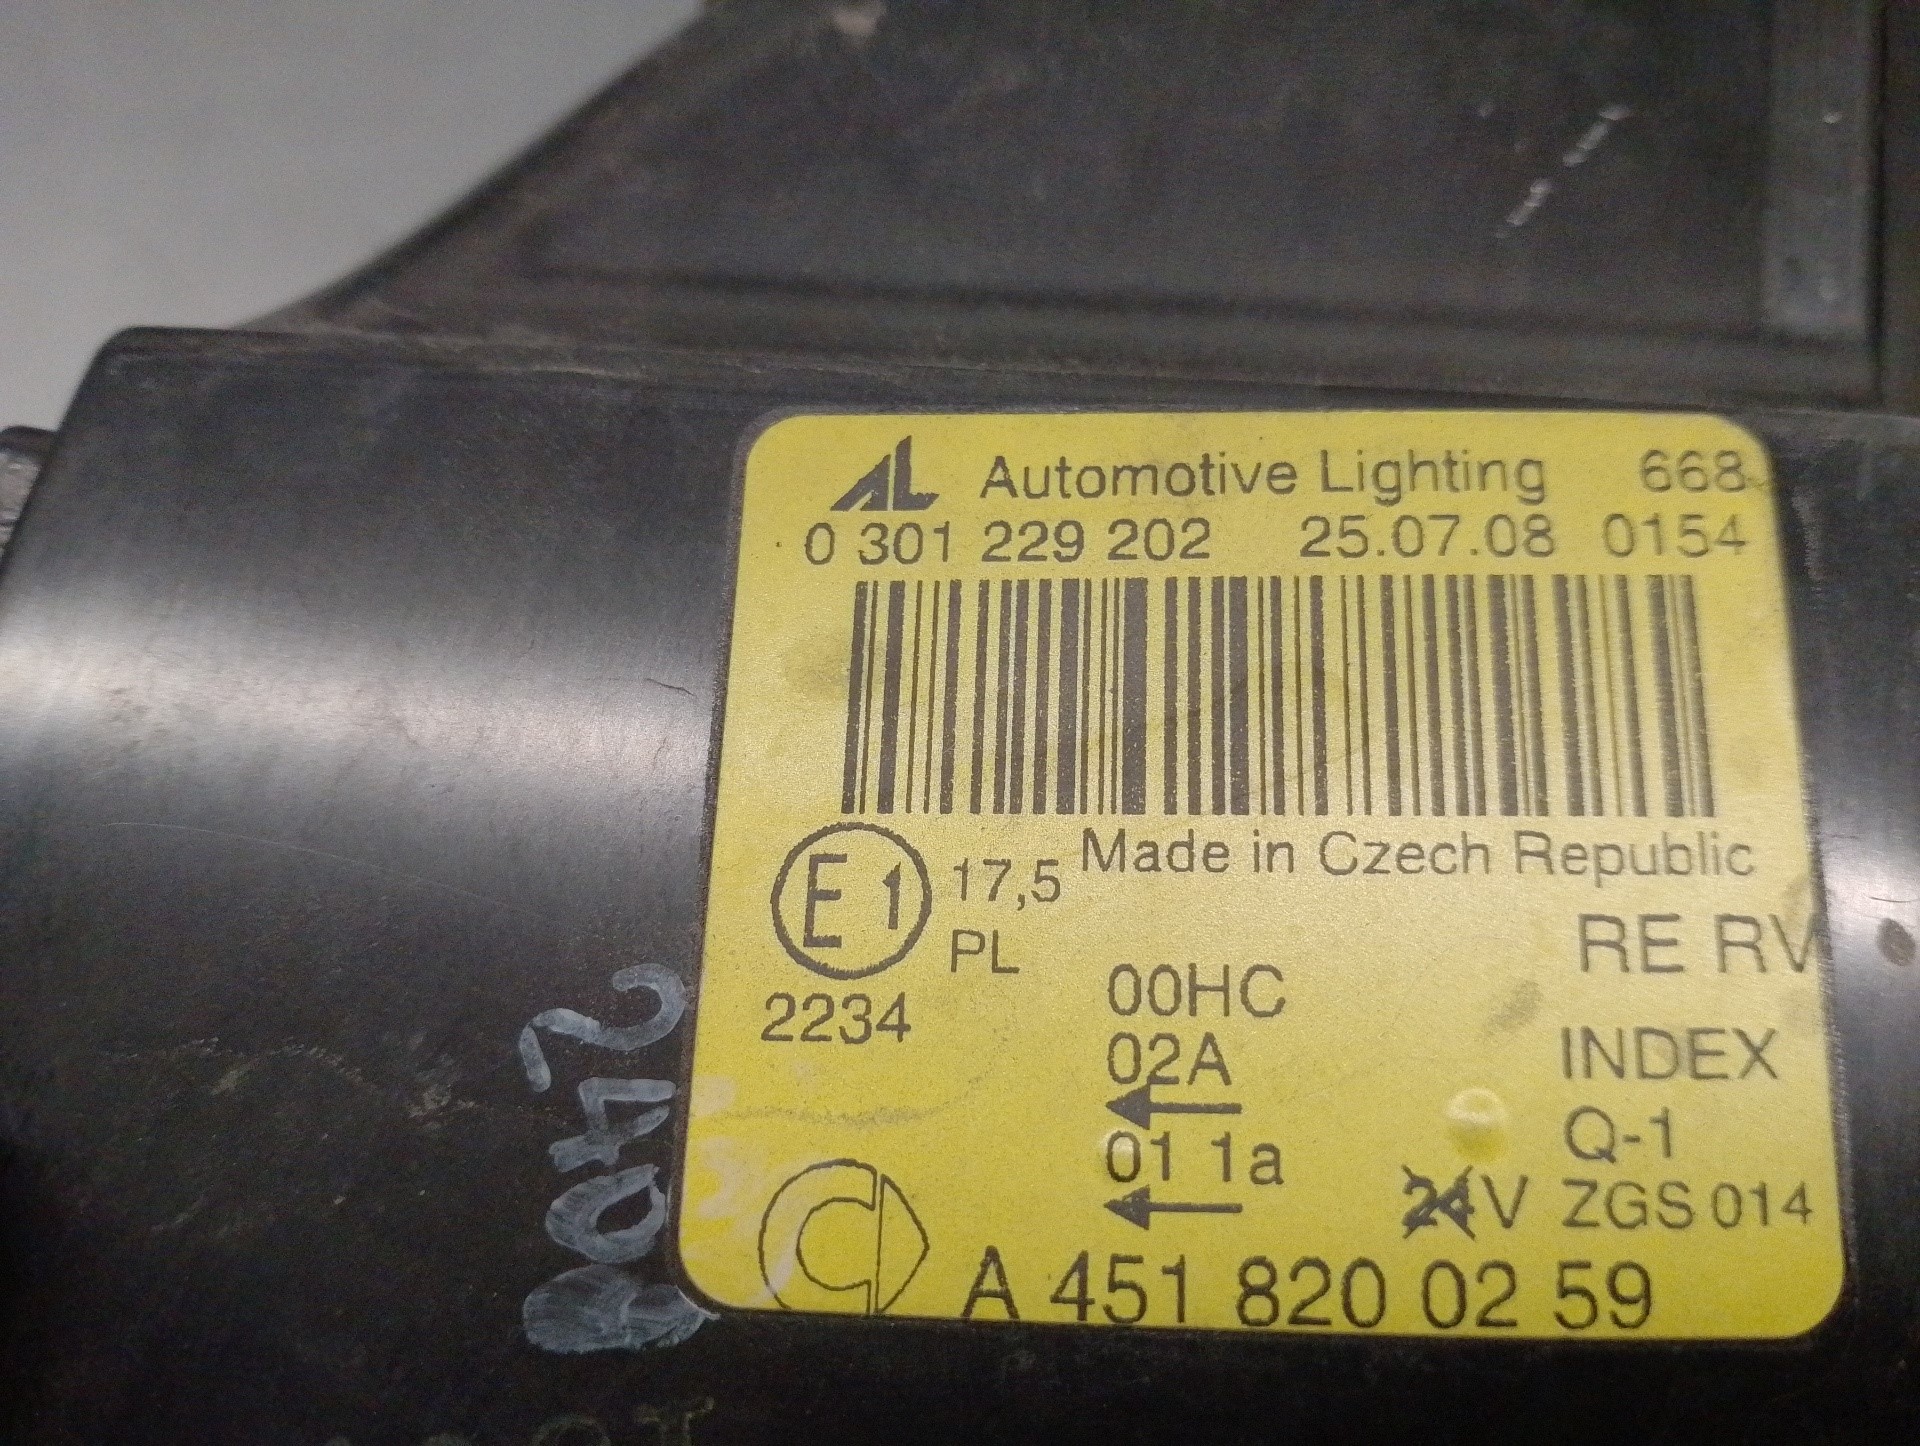 AL Automotive Lighting 668
0 301 229 202 25.07.08 0154
Made in Czech Republic
E1 17,5
PL
2234
00HC
02A
01 1a
RE RV
INDEX
Q-1
24V ZGS 014
A 451 820 02 59